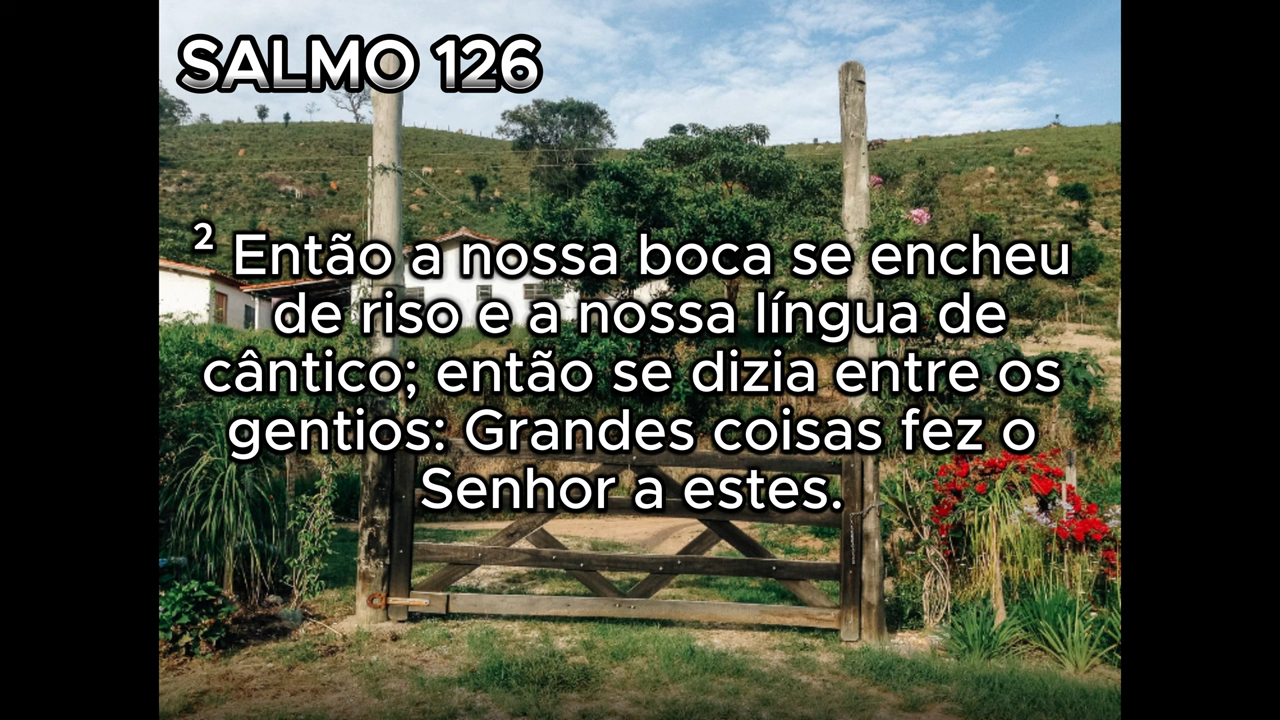 SALMO 126
² Então a nossa boca se encheu
de riso e a nossa língua de
cântico; então se dizia entre os
gentios: Grandes coisas fez o
Senhor a estes.